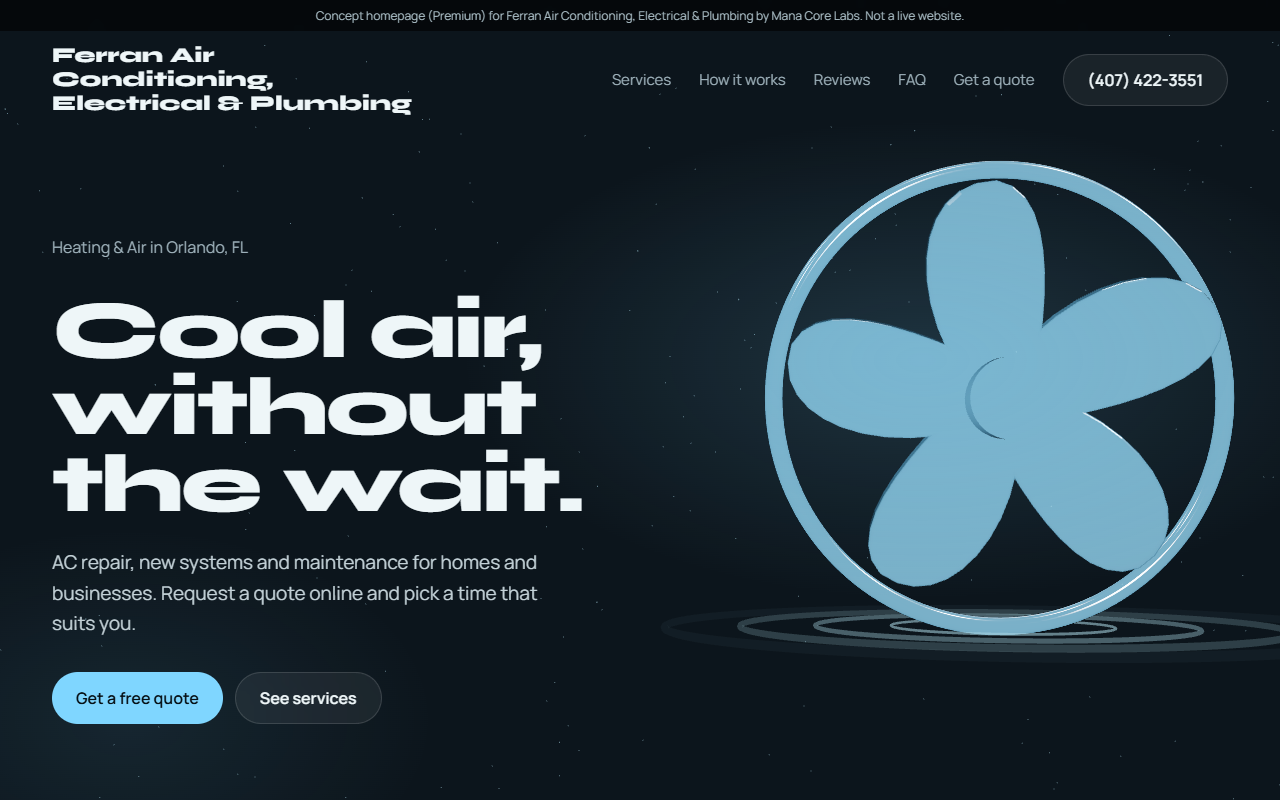 Concept homepage (Premium) for Ferran Air Conditioning, Electrical & Plumbing by Mana Core Labs. Not a live website.
Ferran Air
Conditioning,
Electrical & Plumbing
Services
How it works
Reviews
FAQ
Get a quote
(407) 422-3551
Heating & Air in Orlando, FL
Cool air,
without
the wait.
AC repair, new systems and maintenance for homes and
businesses. Request a quote online and pick a time that
suits you.
Get a free quote
See services